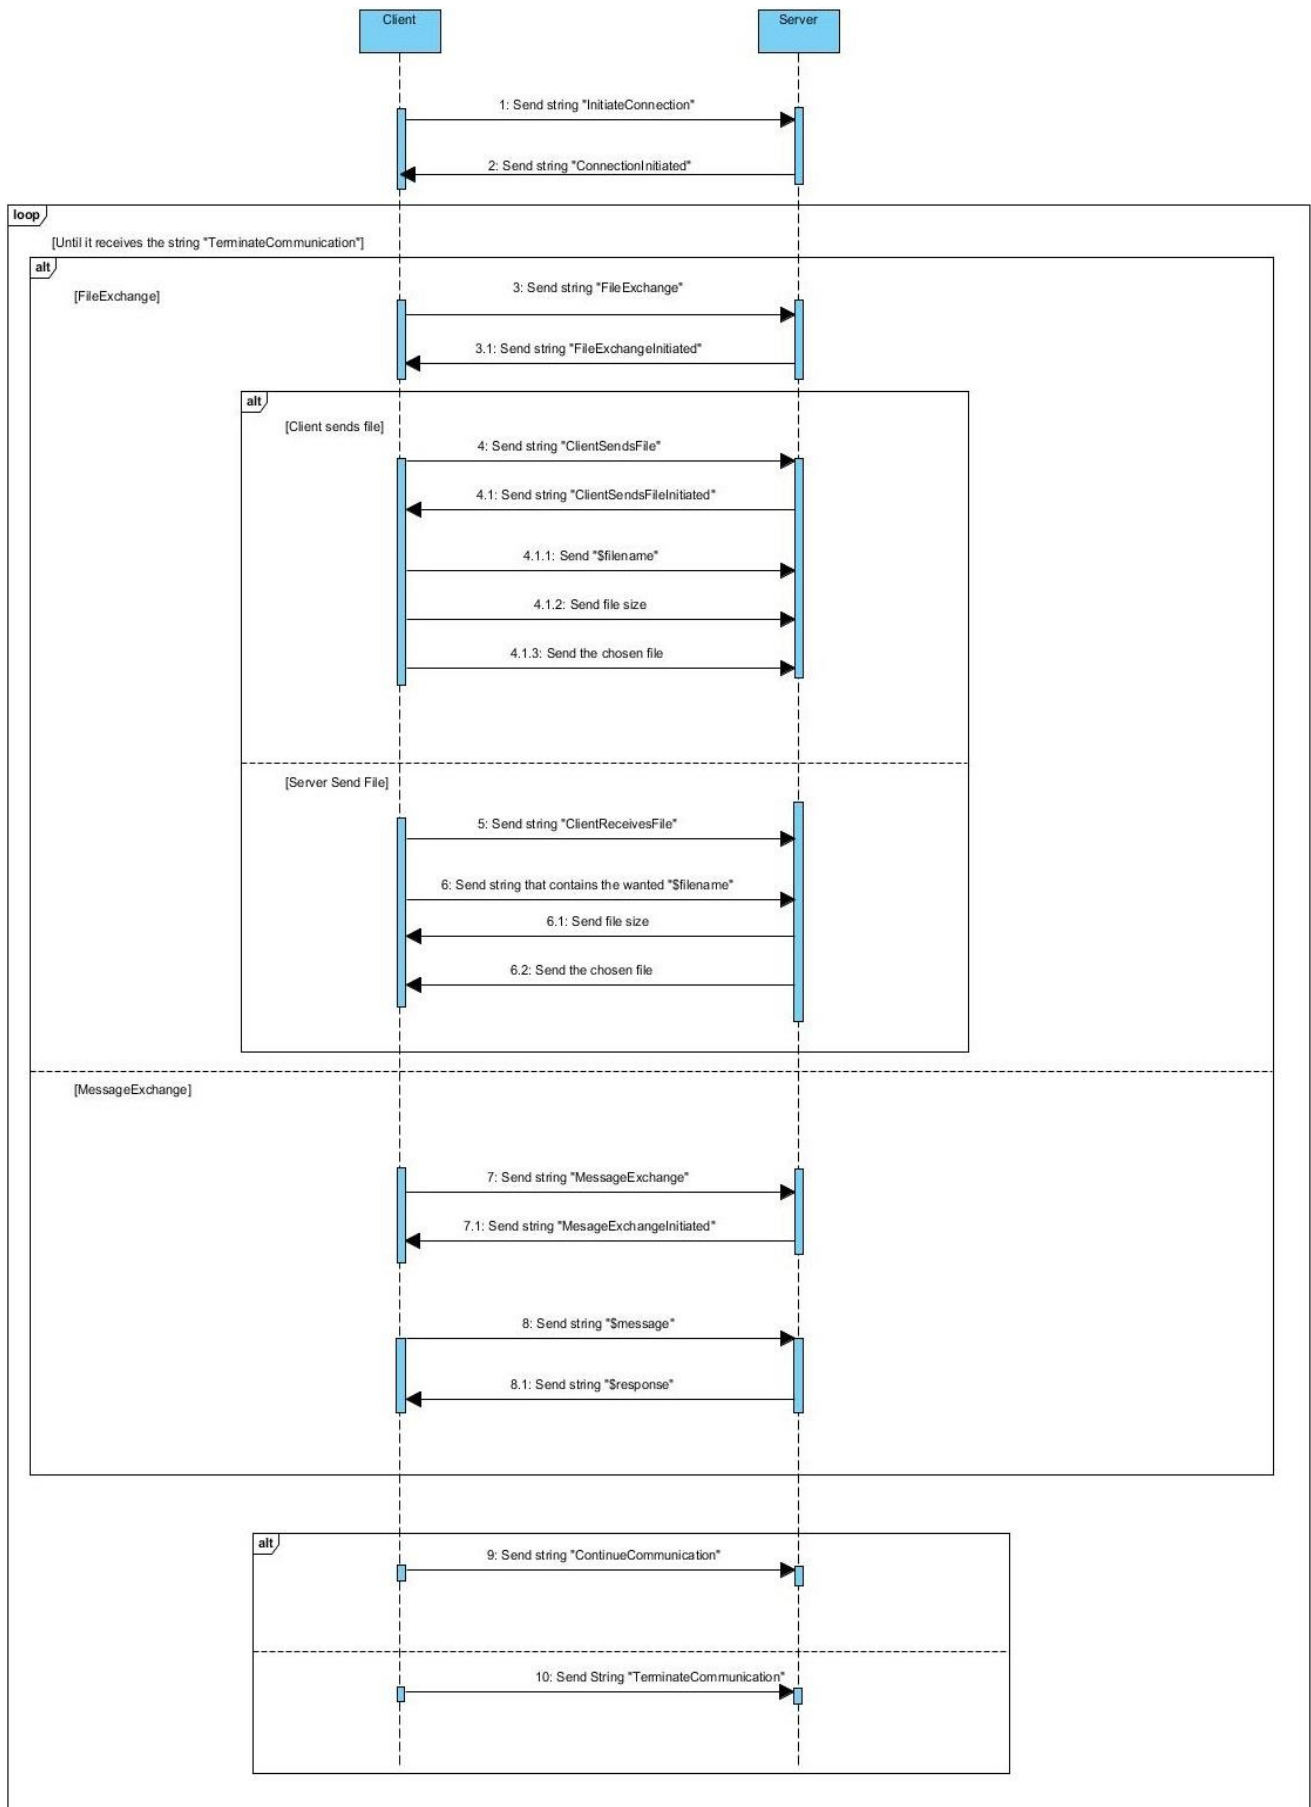 Client
Server
1: Send string "InitiateConnection"
2: Send string "ConnectionInitiated"
loop
[Until it receives the string "TerminateCommunication"]
alt
[FileExchange]
3: Send string "FileExchange"
3.1: Send string "FileExchangeInitiated"
alt
[Client sends file]
4: Send string "ClientSendsFile"
4.1: Send string "ClientSendsFileInitiated"
4.1.1: Send "$filename"
4.1.2: Send file size
4.1.3: Send the chosen file
[Server Send File]
5: Send string "ClientReceivesFile"
6: Send string that contains the wanted "$filename"
6.1: Send file size
6.2: Send the chosen file
[MessageExchange]
7: Send string "MessageExchange"
7.1: Send string "MesageExchangeInitiated"
8: Send string "$message"
8.1: Send string "$response"
alt
9: Send string "ContinueCommunication"
10: Send String "TerminateCommunication"